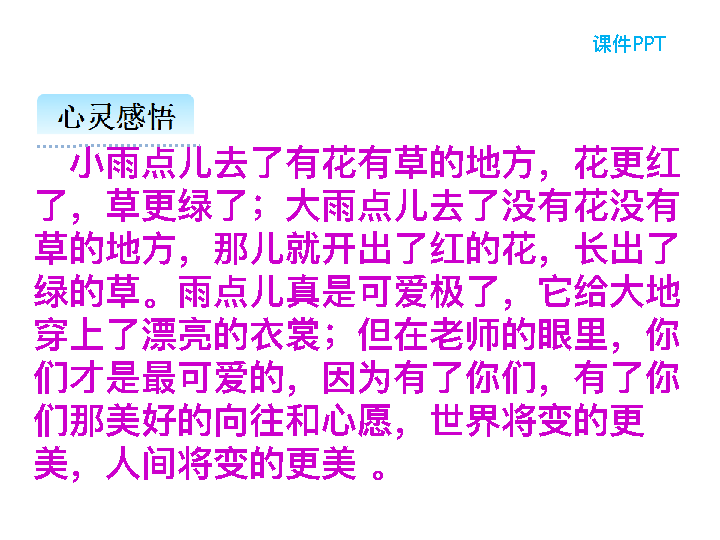 课件PPT
心灵感悟
小雨点儿去了有花有草的地方，花更红
了，草更绿了；大雨点儿去了没有花没有
草的地方，那儿就开出了红的花，长出了
绿的草。雨点儿真是可爱极了，它给大地
穿上了漂亮的衣裳；但在老师的眼里，你
们才是最可爱的，因为有了你们，有了你
们那美好的向往和心愿，世界将变的更
美，人间将变的更美 。